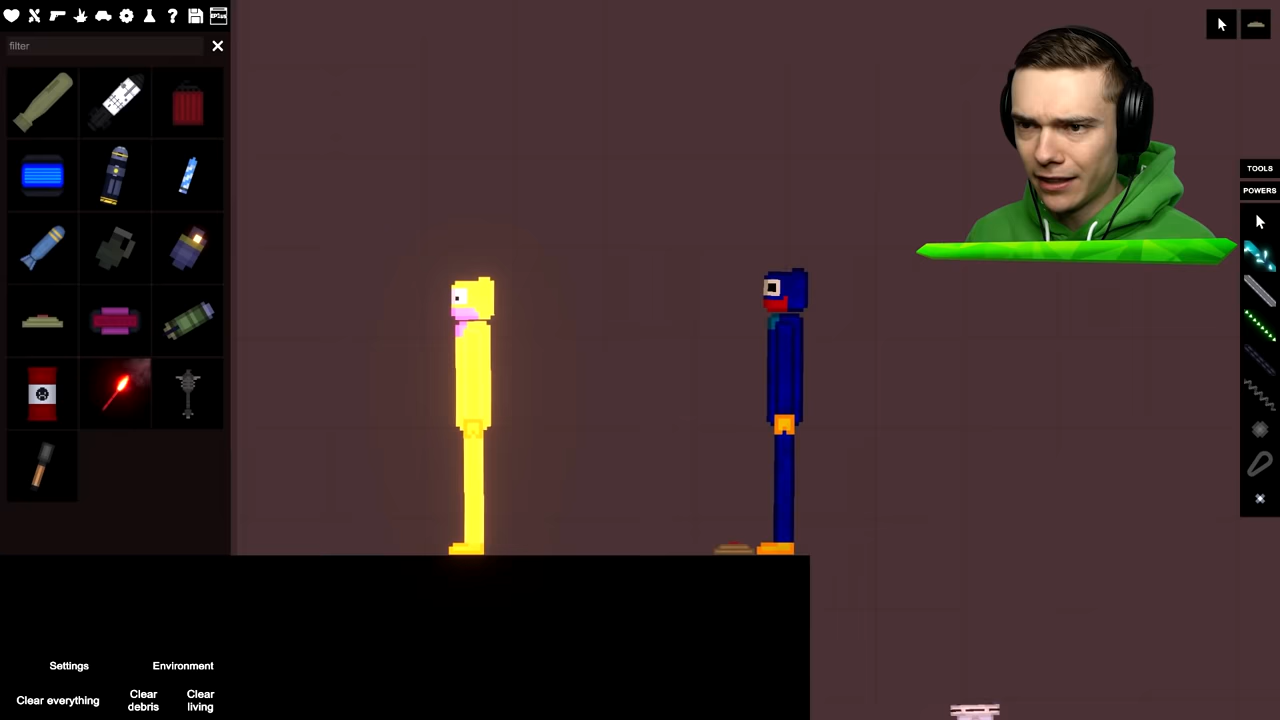 filter
TOOLS
POWERS
Settings
Environment
Clear everything
Clear
debris
Clear
living